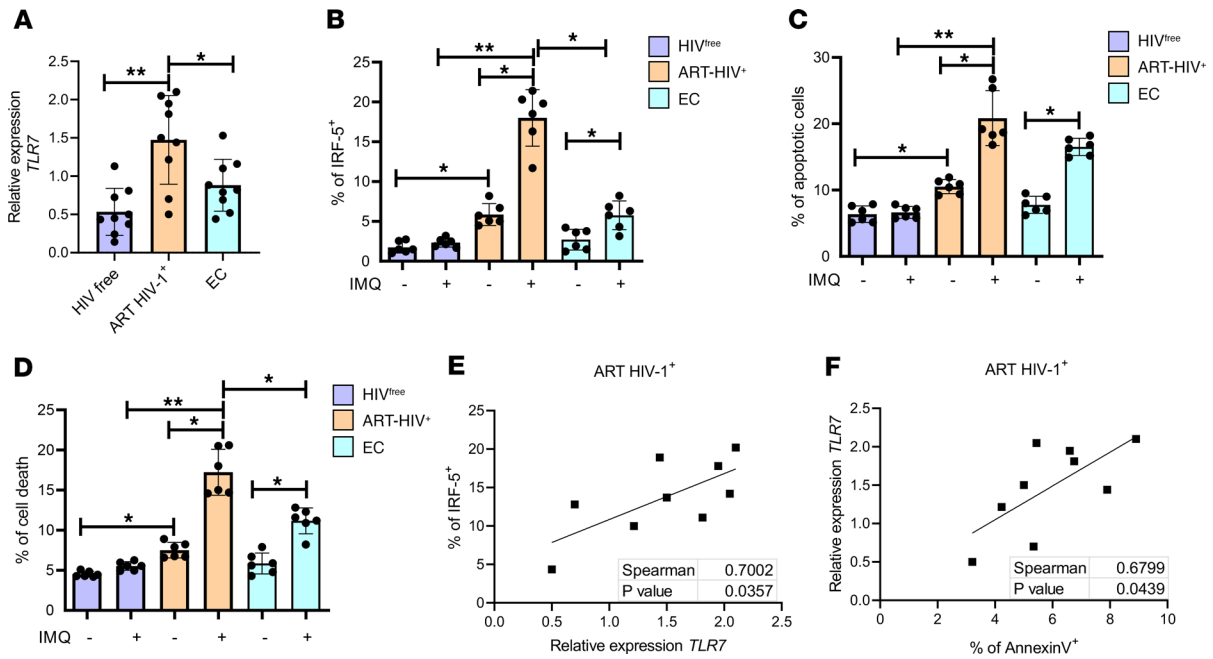 A
Relative expression
TLR7
2.5
2.0
1.5
1.0
0.5
0.0
** *
HIV free
ART HIV-1+
EC
B
% of IRF-5+
25
20
15
10
5
0
** *
*
*
*
IMQ - + - + - +
HIVfree
ART-HIV+
EC
C
% of apoptotic cells
30
20
10
0
**
*
*
*
IMQ - + - + - +
HIVfree
ART-HIV+
EC
D
% of cell death
25
20
15
10
5
0
*
**
*
*
*
IMQ - + - + - +
HIVfree
ART-HIV+
EC
E
ART HIV-1+
% of IRF-5+
25
20
15
10
5
0
Spearman 0.7002
P value 0.0357
0.0 0.5 1.0 1.5 2.0 2.5
Relative expression TLR7
F
ART HIV-1+
Relative expression TLR7
2.5
2.0
1.5
1.0
0.5
0.0
Spearman 0.6799
P value 0.0439
0 2 4 6 8 10
% of AnnexinV+